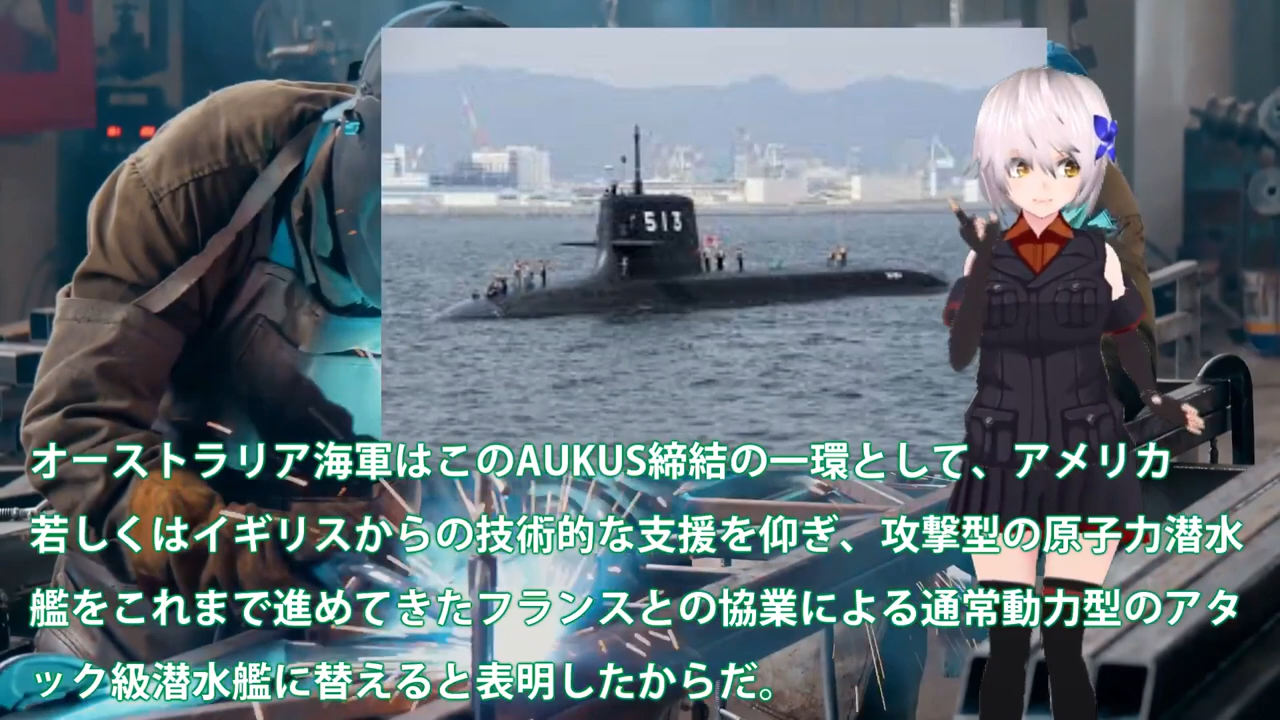 513
オーストラリア海軍はこのAUKUS締結の一環として、アメリカ
若しくはイギリスからの技術的な支援を仰ぎ、攻撃型の原子力潜水
艦をこれまで進めてきたフランスとの協業による通常動力型のアタ
ック級潜水艦に替えると表明したからだ。